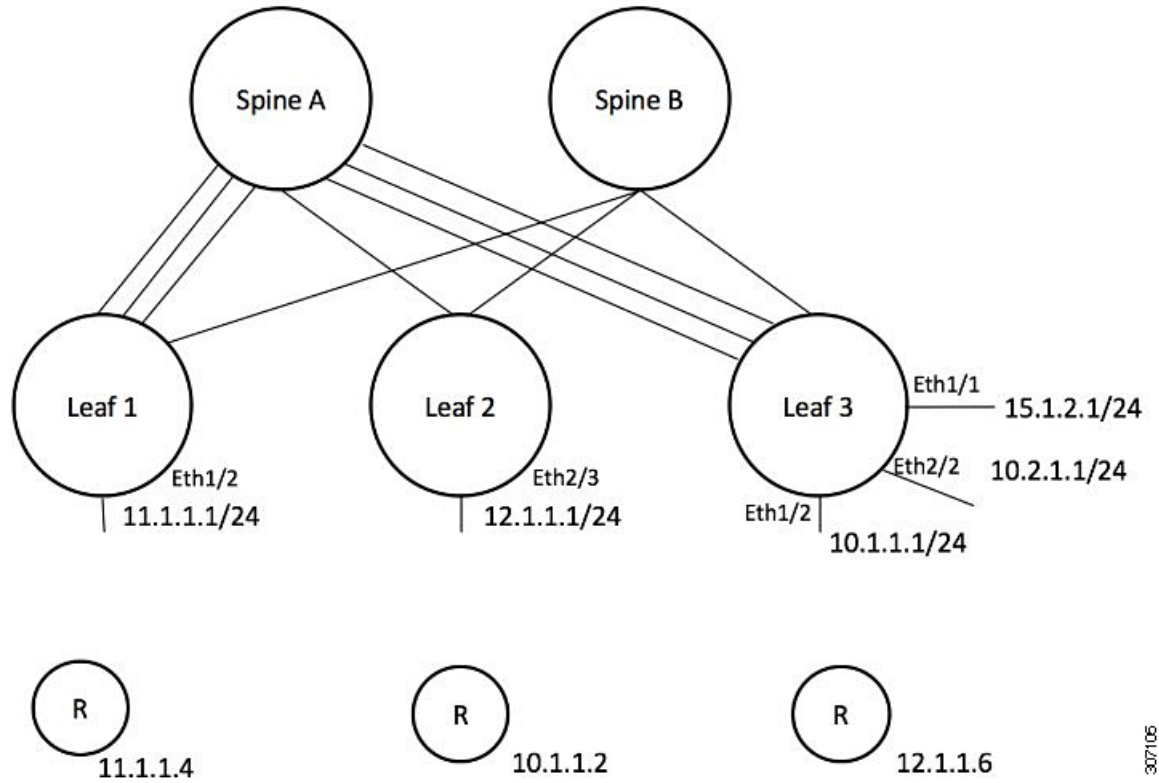 Spine A
Spine B
Leaf 1
Leaf 2
Leaf 3
Eth1/1
15.1.2.1/24
Eth2/2
10.2.1.1/24
Eth1/2
11.1.1.1/24
Eth2/3
12.1.1.1/24
Eth1/2
10.1.1.1/24
R
11.1.1.4
R
10.1.1.2
R
12.1.1.6
307105